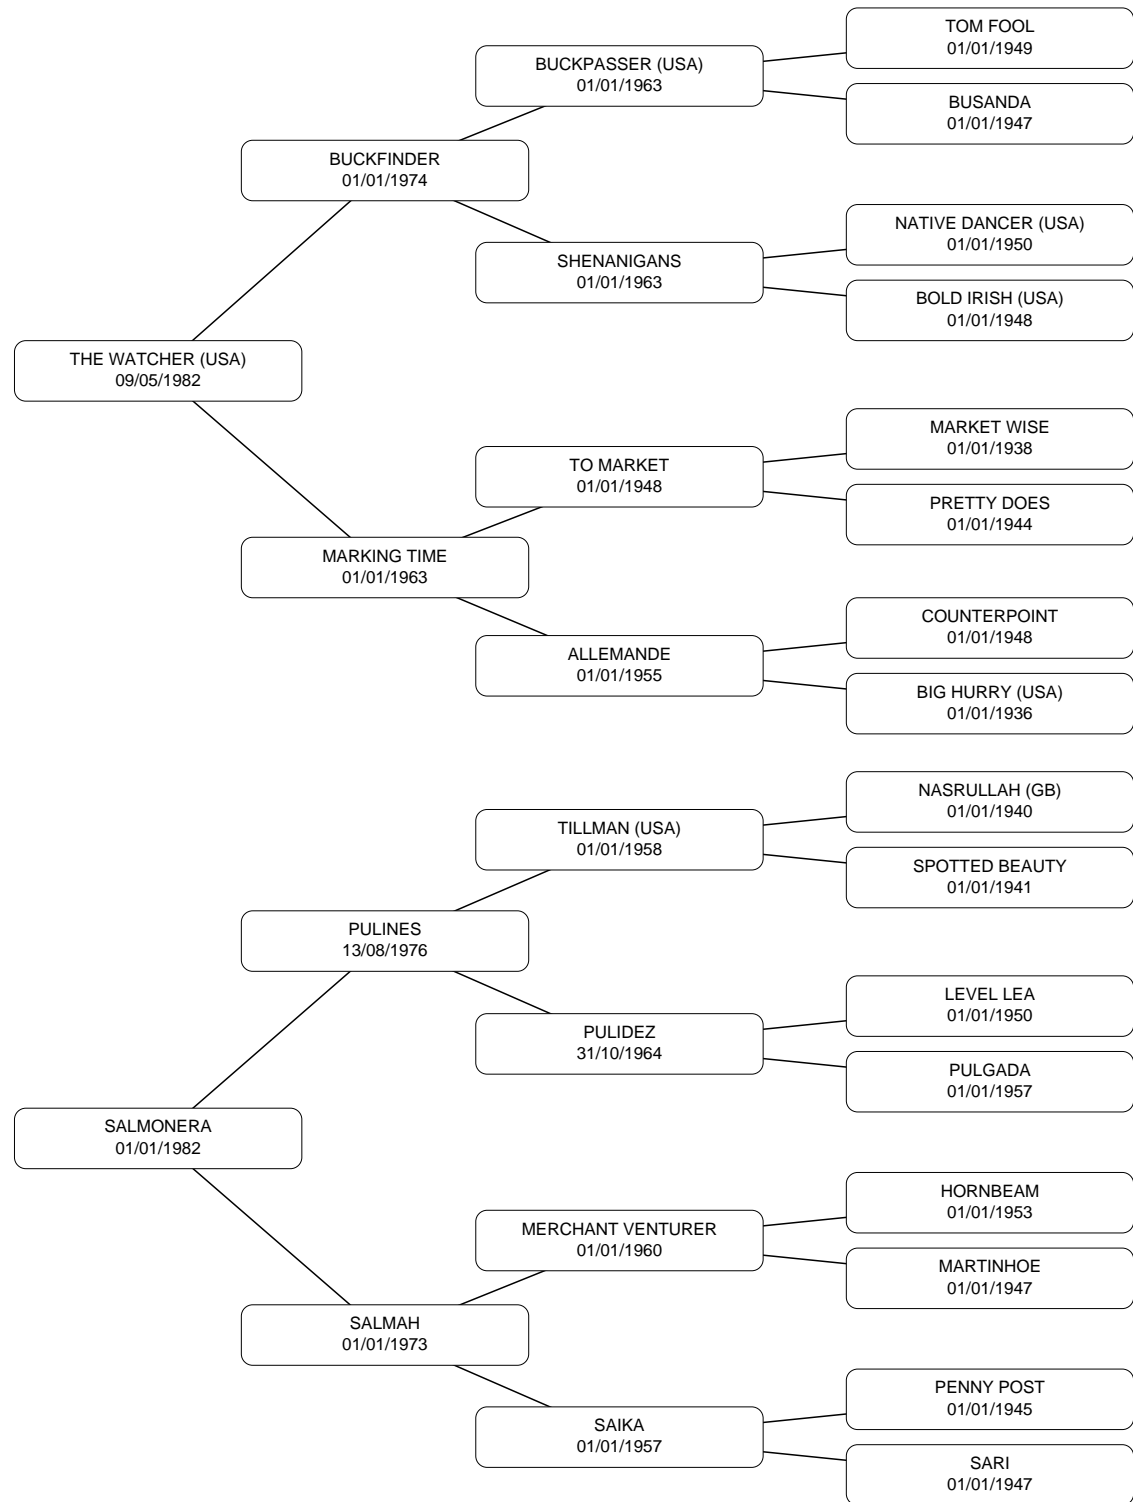 TOM FOOL
01/01/1949
BUCKPASSER (USA)
01/01/1963
BUSANDA
01/01/1947
BUCKFINDER
01/01/1974
NATIVE DANCER (USA)
01/01/1950
SHENANIGANS
01/01/1963
BOLD IRISH (USA)
01/01/1948
THE WATCHER (USA)
09/05/1982
MARKET WISE
01/01/1938
TO MARKET
01/01/1948
PRETTY DOES
01/01/1944
MARKING TIME
01/01/1963
COUNTERPOINT
01/01/1948
ALLEMANDE
01/01/1955
BIG HURRY (USA)
01/01/1936
NASRULLAH (GB)
01/01/1940
TILLMAN (USA)
01/01/1958
SPOTTED BEAUTY
01/01/1941
PULINES
13/08/1976
LEVEL LEA
01/01/1950
PULIDEZ
31/10/1964
PULGADA
01/01/1957
SALMONERA
01/01/1982
HORNBEAM
01/01/1953
MERCHANT VENTURER
01/01/1960
MARTINHOE
01/01/1947
SALMAH
01/01/1973
PENNY POST
01/01/1945
SAIKA
01/01/1957
SARI
01/01/1947